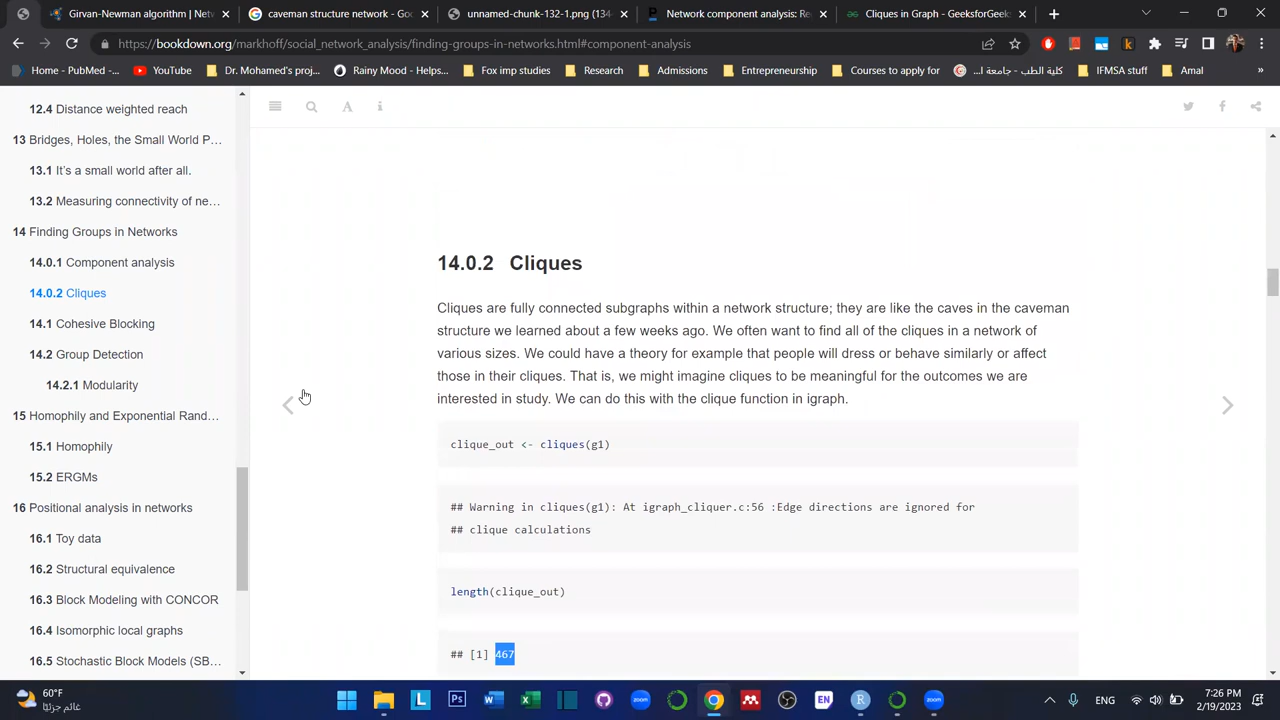 Girvan-Newman algorithm | Netw
caveman structure network - Goo
unnamed-chunk-132-1.png (134
Network component analysis: Re
Cliques in Graph - GeeksforGeek
https://bookdown.org/markhoff/social_network_analysis/finding-groups-in-networks.html#component-analysis
Home - PubMed -...
YouTube
Dr. Mohamed's proj...
Rainy Mood - Helps...
Fox imp studies
Research
Admissions
Entrepreneurship
Courses to apply for
كلية الطب - جامعة ا...
IFMSA stuff
Amal
»
12.4 Distance weighted reach
13 Bridges, Holes, the Small World P...
13.1 It's a small world after all.
13.2 Measuring connectivity of ne...
14 Finding Groups in Networks
14.0.1 Component analysis
14.0.2 Cliques
14.1 Cohesive Blocking
14.2 Group Detection
14.2.1 Modularity
15 Homophily and Exponential Rand...
15.1 Homophily
15.2 ERGMs
16 Positional analysis in networks
16.1 Toy data
16.2 Structural equivalence
16.3 Block Modeling with CONCOR
16.4 Isomorphic local graphs
16.5 Stochastic Block Models (SB...
14.0.2 Cliques
Cliques are fully connected subgraphs within a network structure; they are like the caves in the caveman
structure we learned about a few weeks ago. We often want to find all of the cliques in a network of
various sizes. We could have a theory for example that people will dress or behave similarly or affect
those in their cliques. That is, we might imagine cliques to be meaningful for the outcomes we are
interested in study. We can do this with the clique function in igraph.
clique_out <- cliques(g1)
## Warning in cliques(g1): At igraph_cliquer.c:56 :Edge directions are ignored for
## clique calculations
length(clique_out)
## [1] 467
60°F
غائم جزئيًا
ENG
7:26 PM
2/19/2023